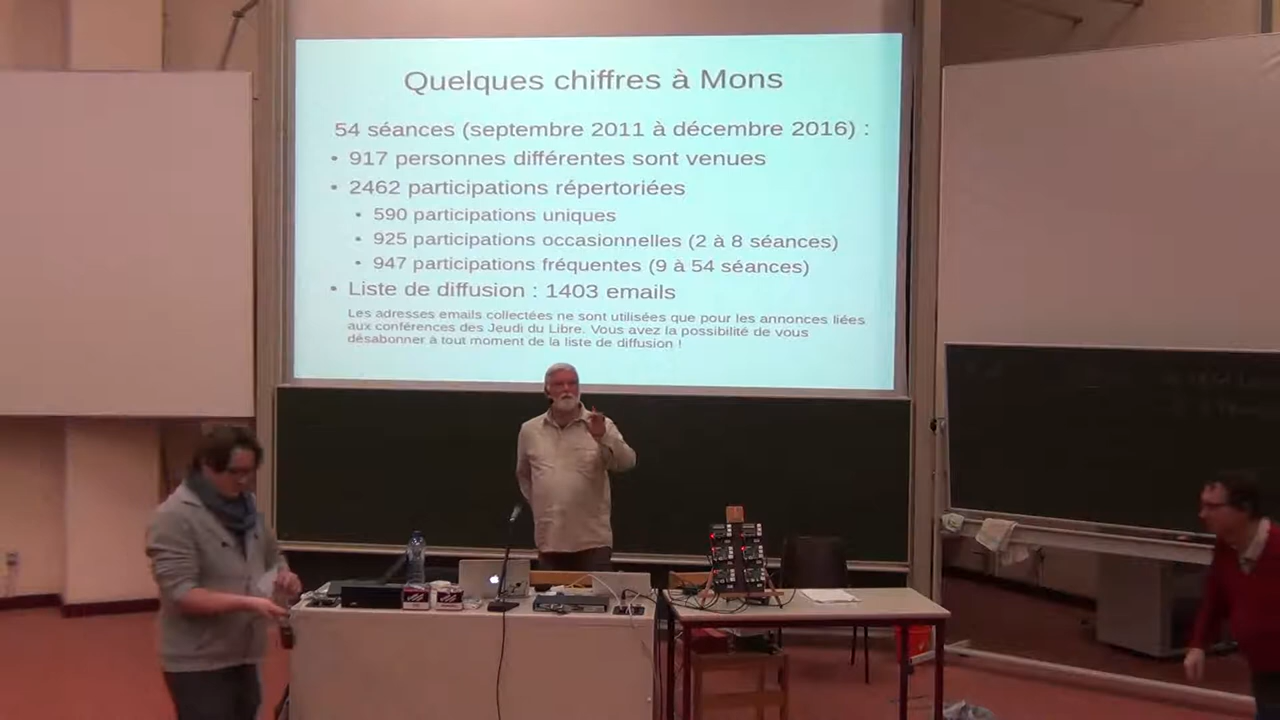 Quelques chiffres à Mons
54 séances (septembre 2011 à décembre 2016) :
• 917 personnes différentes sont venues
• 2462 participations répertoriées
• 590 participations uniques
• 925 participations occasionnelles (2 à 8 séances)
• 947 participations fréquentes (9 à 54 séances)
• Liste de diffusion : 1403 emails
Les adresses emails collectées ne sont utilisées que pour les annonces liées
aux conférences des Jeudi du Libre. Vous avez la possibilité de vous
désabonner à tout moment de la liste de diffusion !